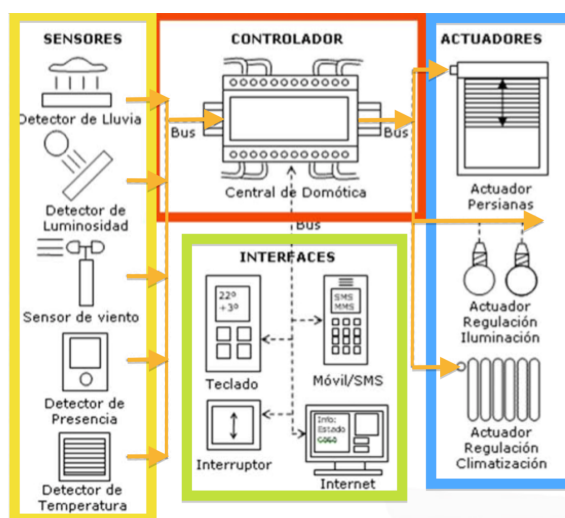 SENSORES
Detector de Lluvia
Detector de
Luminosidad
Sensor de viento
Detector de
Presencia
Detector de
Temperatura
CONTROLADOR
Bus
Bus
Central de Domótica
Bus
INTERFACES
22º
+3º
Teclado
SMS
MMS
Móvil/SMS
Interruptor
Info:
Estado
Internet
ACTUADORES
Actuador
Persianas
Actuador
Regulación
Iluminación
Actuador
Regulación
Climatización